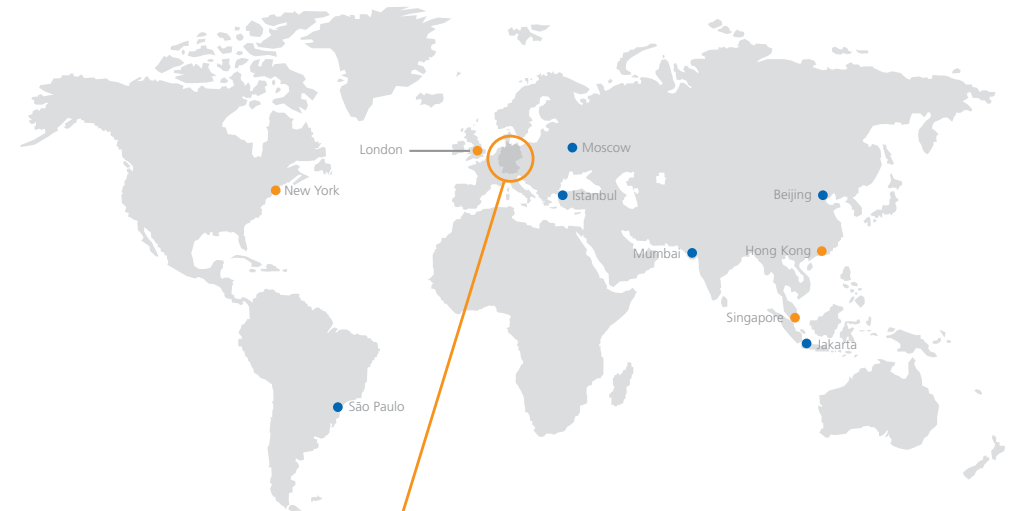 London
Moscow
New York
Istanbul
Beijing
Mumbai
Hong Kong
Singapore
Jakarta
São Paulo